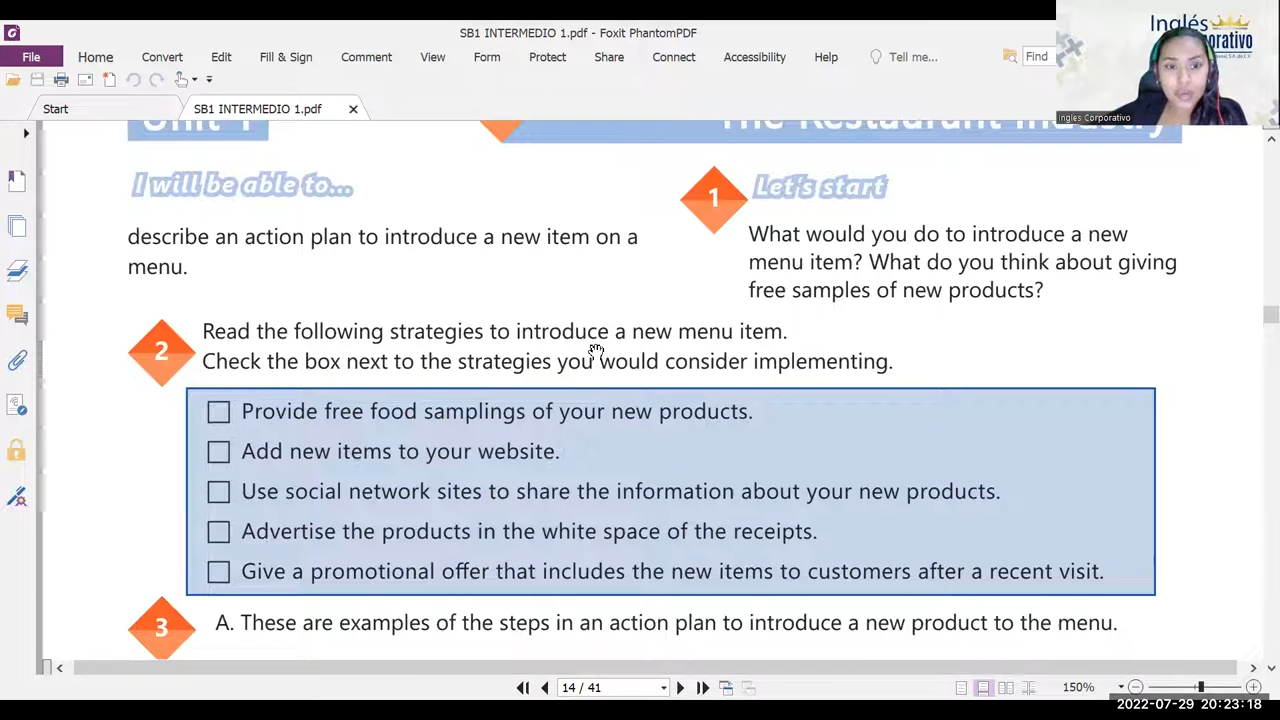 SB1 INTERMEDIO 1.pdf - Foxit PhantomPDF
Inglés
Corporativo
File
Home
Convert
Edit
Fill & Sign
Comment
View
Form
Protect
Share
Connect
Accessibility
Help
Tell me...
Find
Start
SB1 INTERMEDIO 1.pdf
Ingles Corporativo
Unit 1
The Restaurant Industry
I will be able to...
describe an action plan to introduce a new item on a
menu.
1
Let's start
What would you do to introduce a new
menu item? What do you think about giving
free samples of new products?
2
Read the following strategies to introduce a new menu item.
Check the box next to the strategies you would consider implementing.
Provide free food samplings of your new products.
Add new items to your website.
Use social network sites to share the information about your new products.
Advertise the products in the white space of the receipts.
Give a promotional offer that includes the new items to customers after a recent visit.
3
A. These are examples of the steps in an action plan to introduce a new product to the menu.
14 / 41
150%
2022-07-29 20:23:18